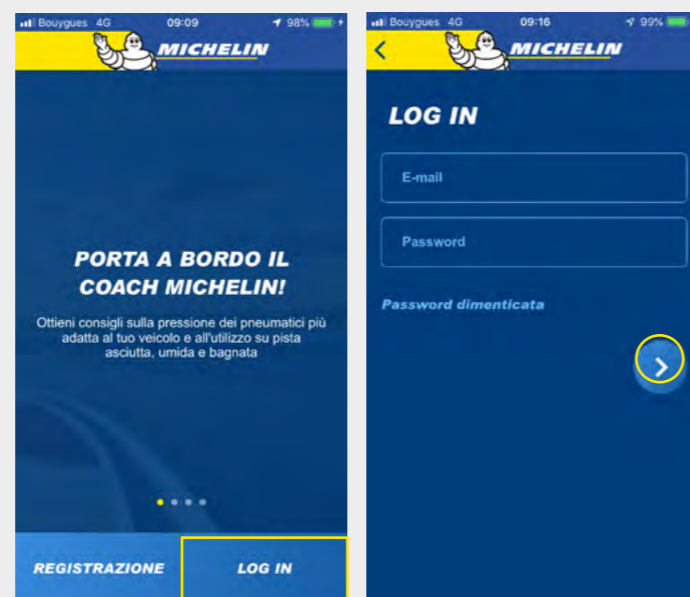 Bouygues 4G 09:09 98%
MICHELIN
PORTA A BORDO IL
COACH MICHELIN!
Ottieni consigli sulla pressione dei pneumatici più
adatta al tuo veicolo e all'utilizzo su pista
asciutta, umida e bagnata
REGISTRAZIONE LOG IN
Bouygues 4G 09:16 99%
MICHELIN
LOG IN
E-mail
Password
Password dimenticata